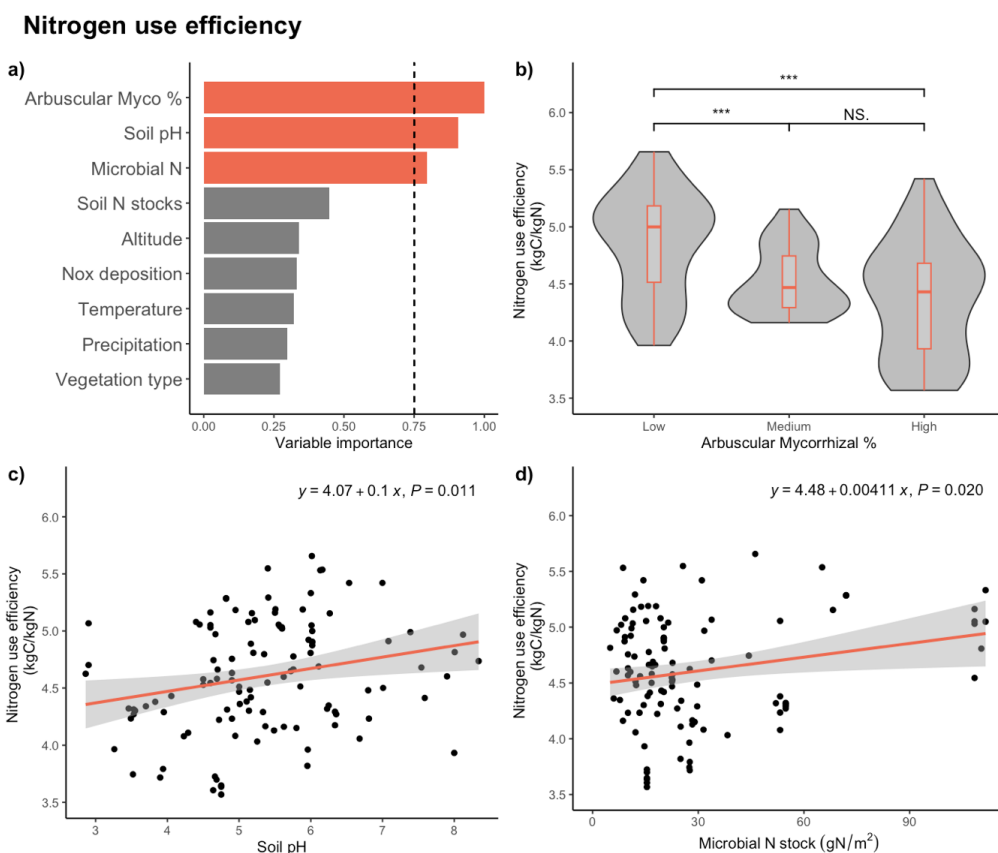 Nitrogen use efficiency
a)
Arbuscular Myco %
Soil pH
Microbial N
Soil N stocks
Altitude
Nox deposition
Temperature
Precipitation
Vegetation type
0.00 0.25 0.50 0.75 1.00
Variable importance
b)
Nitrogen use efficiency
(kgC/kgN)
6.0
5.5
5.0
4.5
4.0
3.5
***
*** NS.
Low Medium High
Arbuscular Mycorrhizal %
c)
y = 4.07 + 0.1 x, P = 0.011
Nitrogen use efficiency
(kgC/kgN)
6.0
5.5
5.0
4.5
4.0
3.5
3 4 5 6 7 8
Soil pH
d)
y = 4.48 + 0.00411 x, P = 0.020
Nitrogen use efficiency
(kgC/kgN)
6.0
5.5
5.0
4.5
4.0
3.5
0 30 60 90
Microbial N stock (gN/m²)